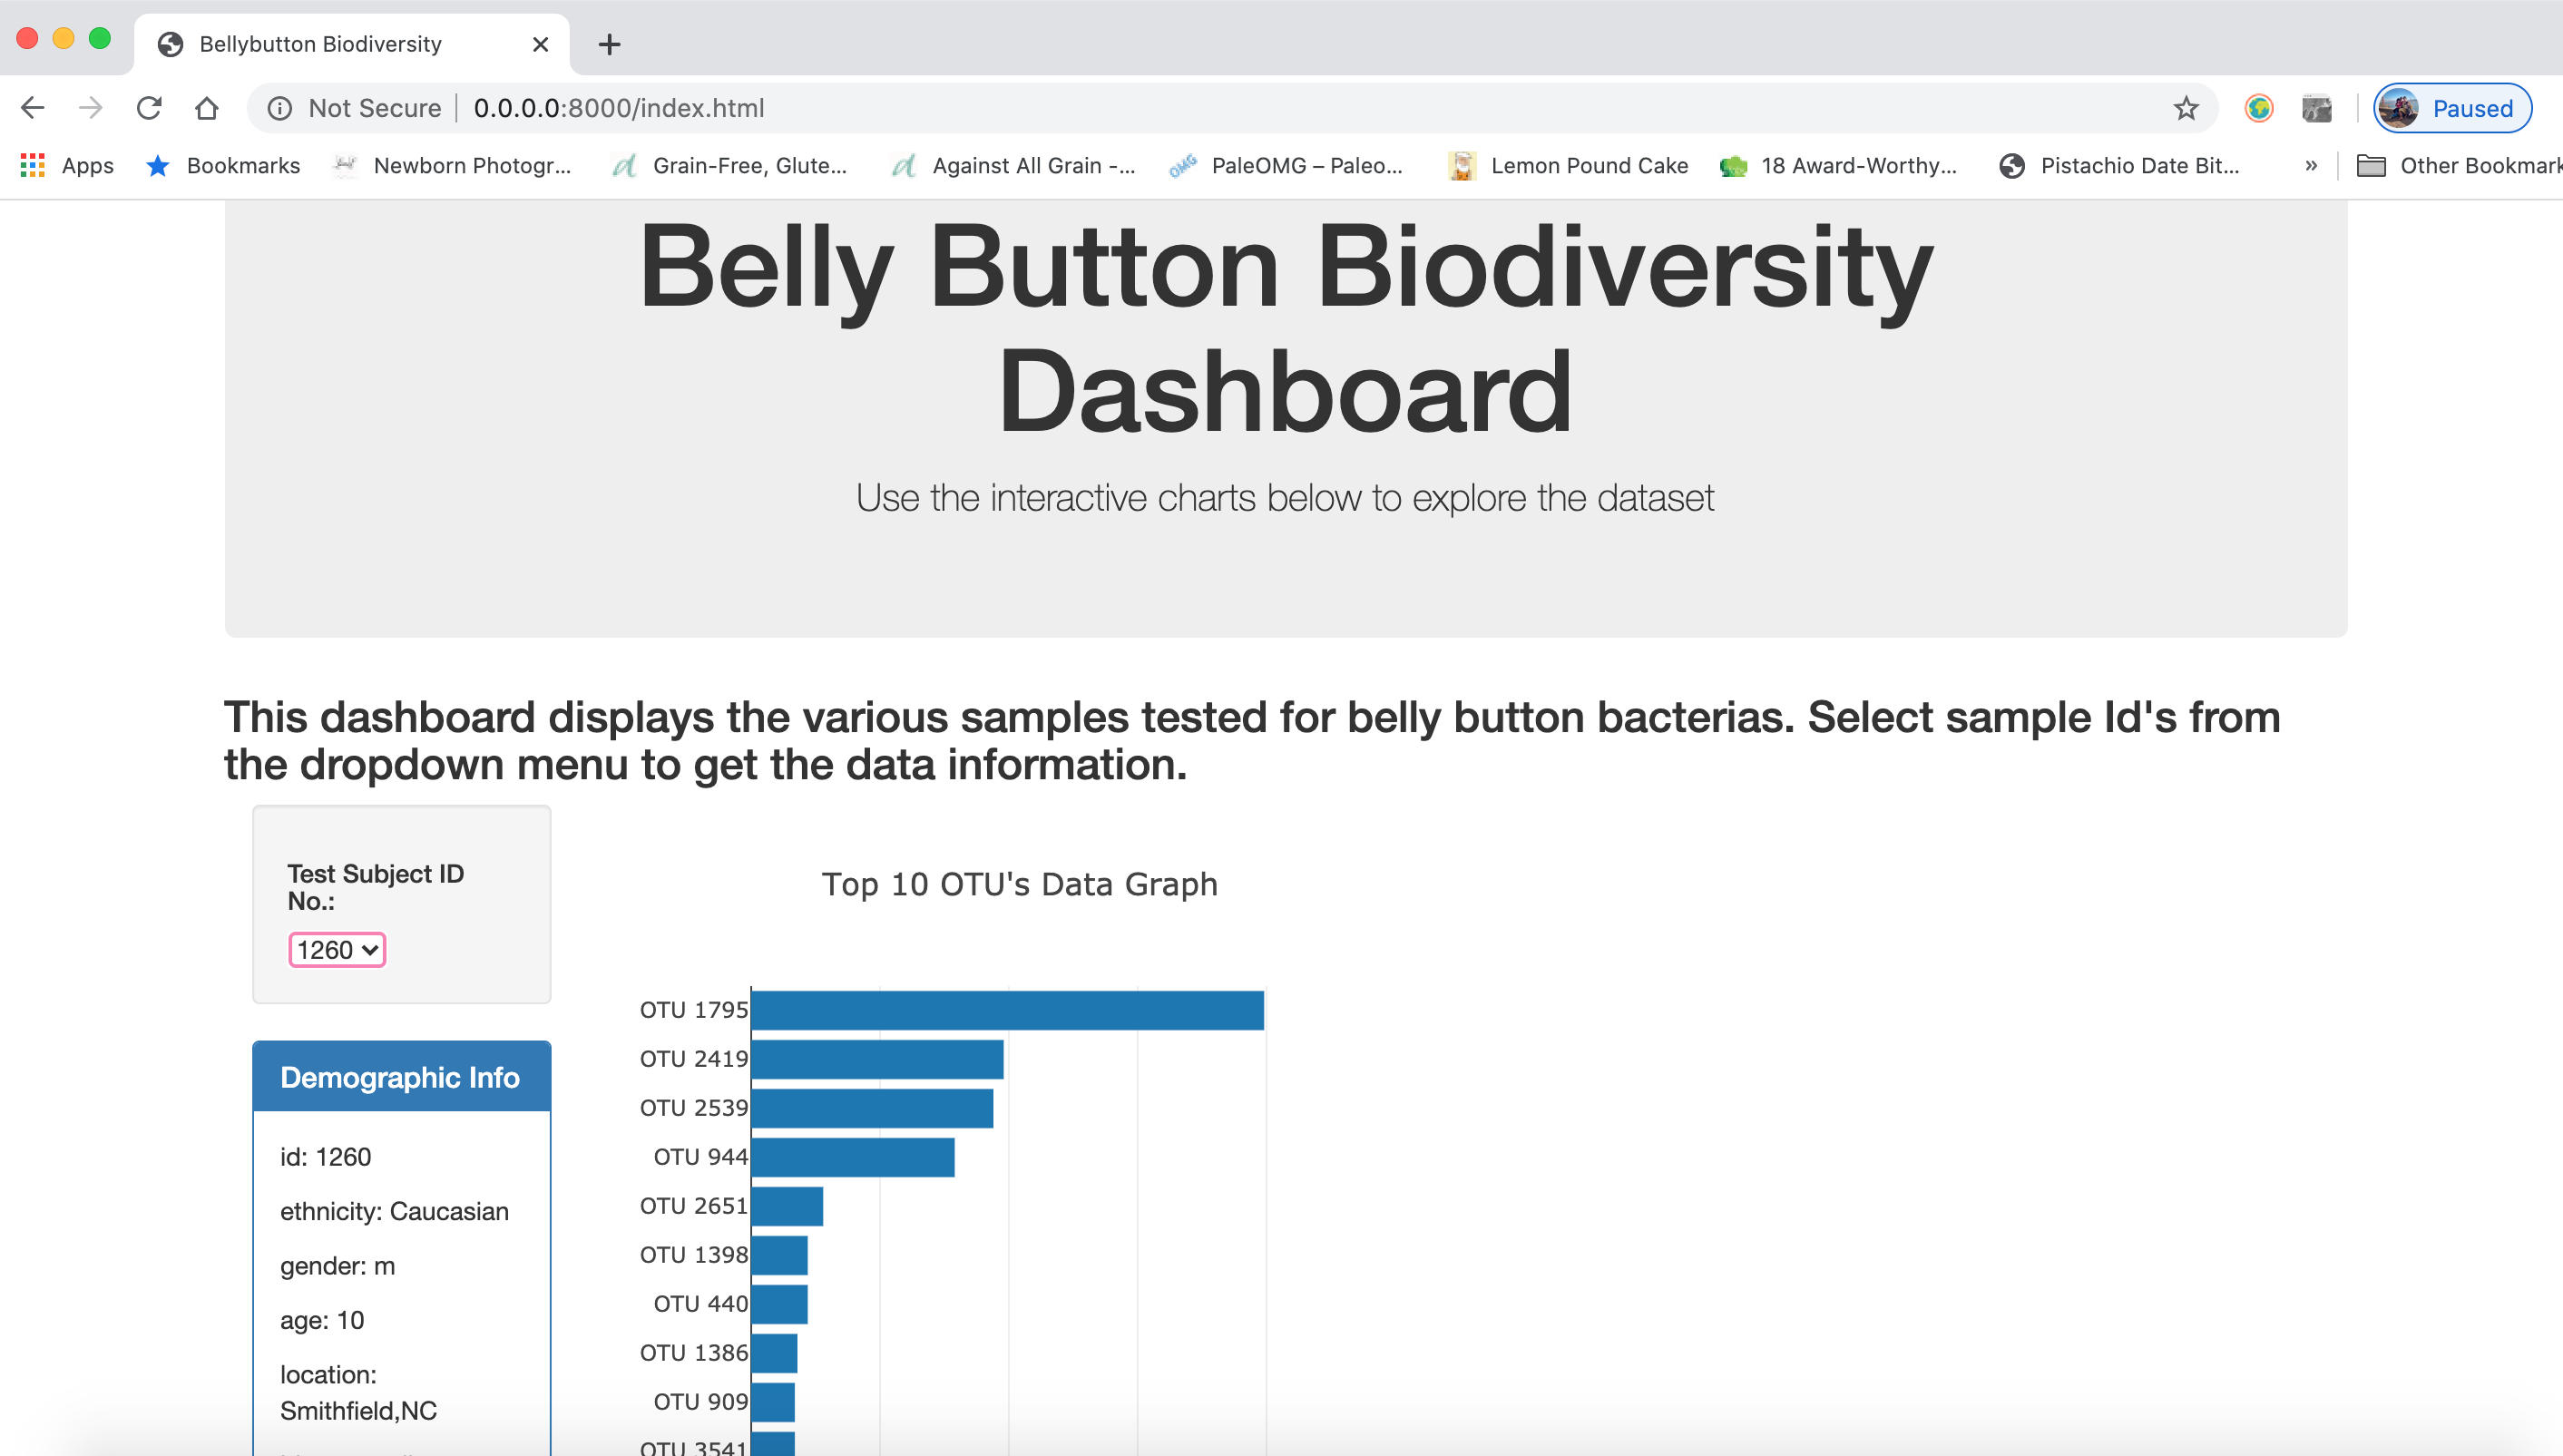 Bellybutton Biodiversity
Not Secure | 0.0.0.0:8000/index.html
Paused
Apps Bookmarks Newborn Photogr... Grain-Free, Glute... Against All Grain -... OMG PaleOMG – Paleo... Lemon Pound Cake 18 Award-Worthy... Pistachio Date Bit... » Other Bookmark
Belly Button Biodiversity
Dashboard
Use the interactive charts below to explore the dataset
This dashboard displays the various samples tested for belly button bacterias. Select sample Id's from
the dropdown menu to get the data information.
Test Subject ID
No.:
1260
Demographic Info
id: 1260
ethnicity: Caucasian
gender: m
age: 10
location:
Smithfield,NC
Top 10 OTU's Data Graph
OTU 1795
OTU 2419
OTU 2539
OTU 944
OTU 2651
OTU 1398
OTU 440
OTU 1386
OTU 909
OTU 3541